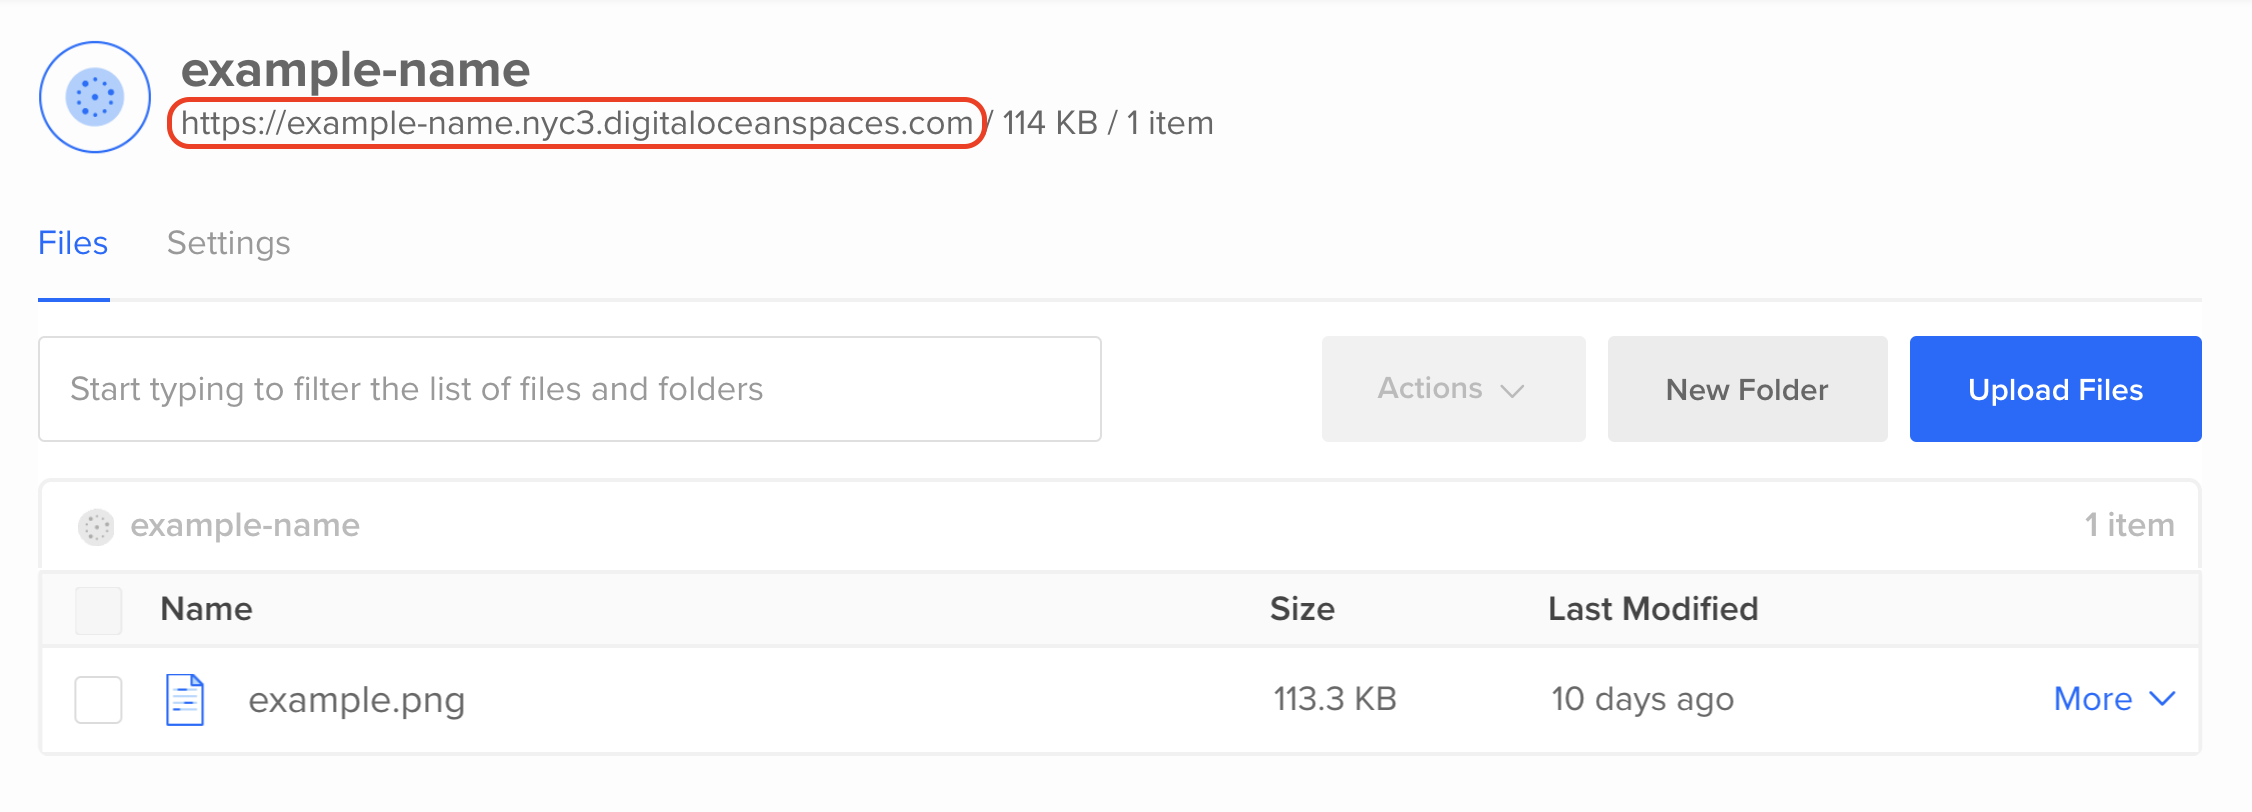 example-name
https://example-name.nyc3.digitaloceanspaces.com / 114 KB / 1 item
Files Settings
Start typing to filter the list of files and folders Actions New Folder Upload Files
example-name 1 item
Name Size Last Modified
example.png 113.3 KB 10 days ago More